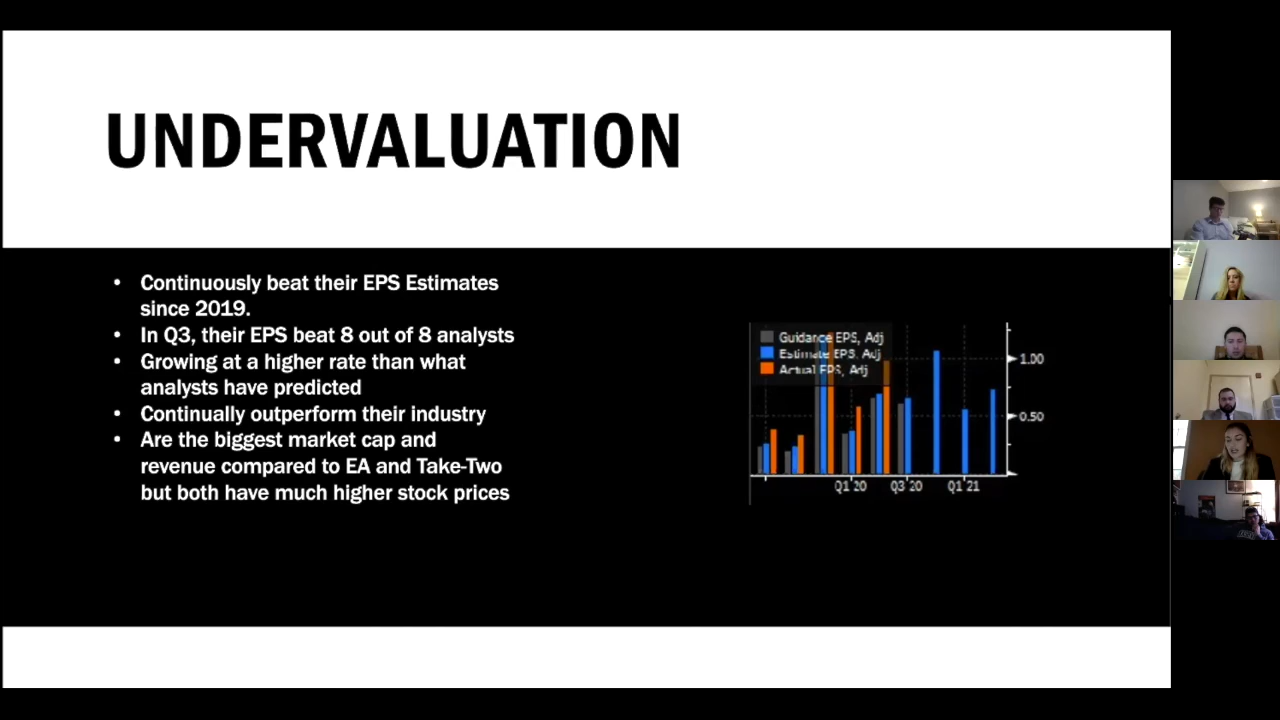 UNDERVALUATION
• Continuously beat their EPS Estimates
since 2019.
• In Q3, their EPS beat 8 out of 8 analysts
• Growing at a higher rate than what
analysts have predicted
• Continually outperform their industry
• Are the biggest market cap and
revenue compared to EA and Take-Two
but both have much higher stock prices
Guidance EPS, Adj
Estimate EPS, Adj
Actual EPS, Adj
1.00
0.50
Q1 20 Q3 20 Q1 21